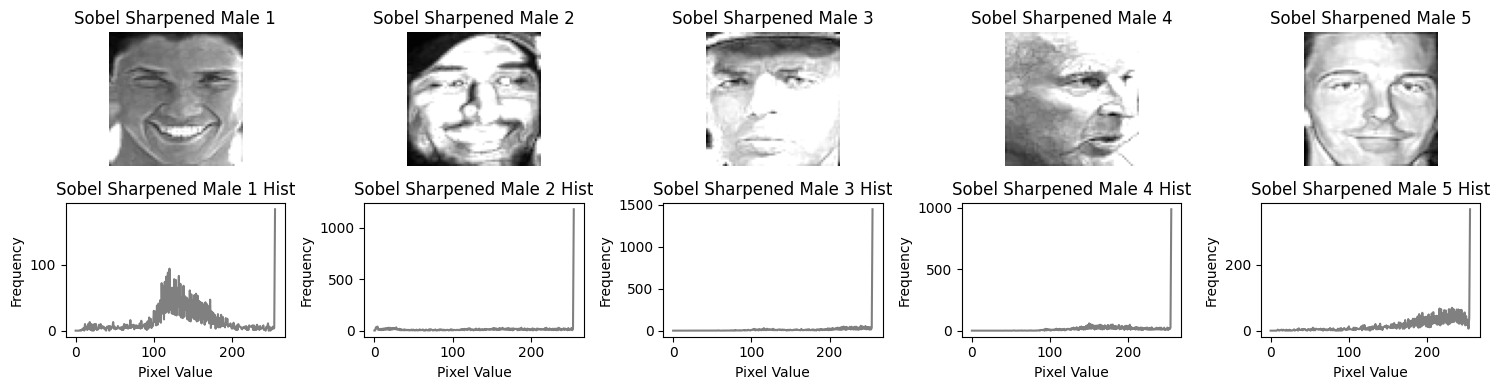 Sobel Sharpened Male 1
Sobel Sharpened Male 2
Sobel Sharpened Male 3
Sobel Sharpened Male 4
Sobel Sharpened Male 5
Sobel Sharpened Male 1 Hist
Frequency
100
0
0
100
200
Pixel Value
Sobel Sharpened Male 2 Hist
Frequency
1000
500
0
0
100
200
Pixel Value
Sobel Sharpened Male 3 Hist
Frequency
1500
1000
500
0
0
100
200
Pixel Value
Sobel Sharpened Male 4 Hist
Frequency
1000
750
500
250
0
0
100
200
Pixel Value
Sobel Sharpened Male 5 Hist
Frequency
200
0
0
100
200
Pixel Value